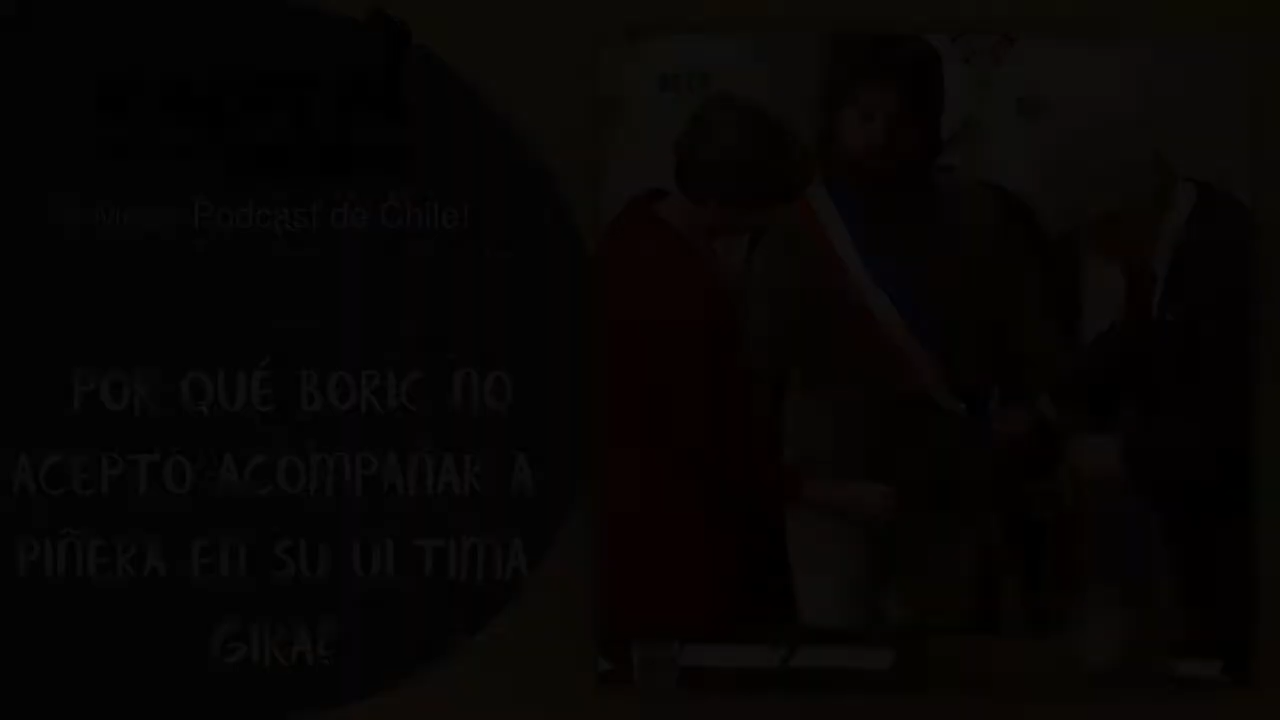 Podcast de Chile!
POR QUÉ BORIC NO
ACEPTO ACOMPAÑAR A
PIÑERA EN SU ULTIMA
GIRA?